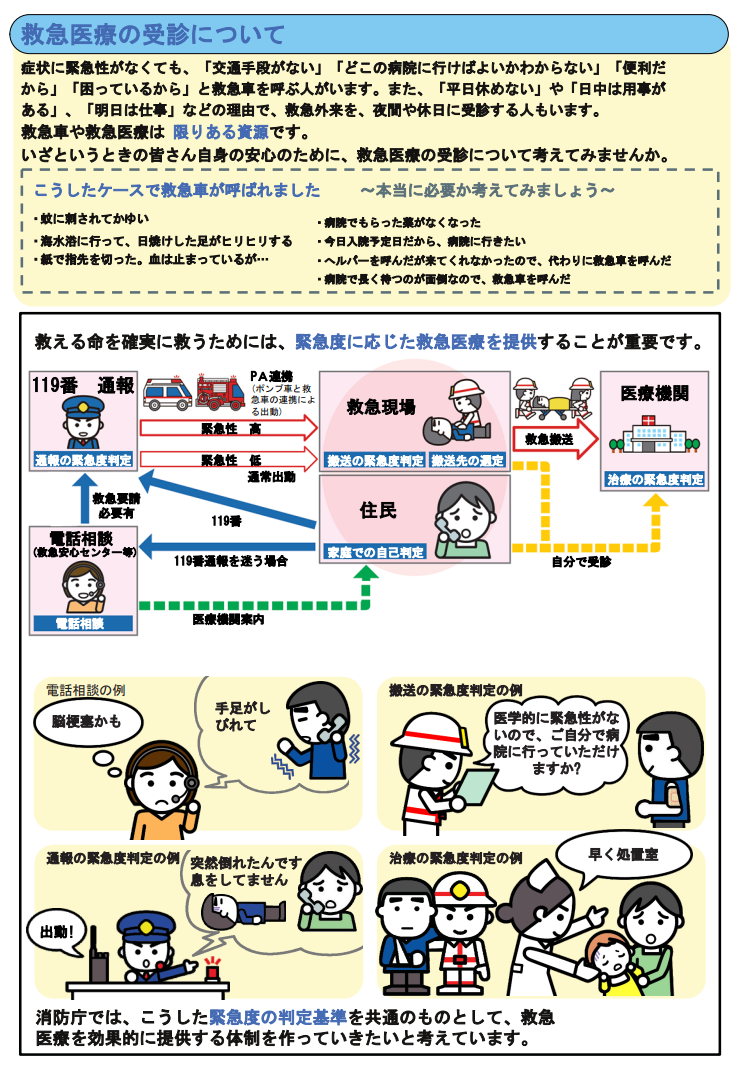 救急医療の受診について
症状に緊急性がなくても、「交通手段がない」「どこの病院に行けばよいかわからない」「便利だ
から」「困っているから」と救急車を呼ぶ人がいます。また、「平日休めない」や「日中は用事が
ある」、「明日は仕事」などの理由で、救急外来を、夜間や休日に受診する人もいます。
救急車や救急医療は 限りある資源です。
いざというときの皆さん自身の安心のために、救急医療の受診について考えてみませんか。
こうしたケースで救急車が呼ばれました ～本当に必要か考えてみましょう～
・蚊に刺されてかゆい
・海水浴に行って、日焼けした足がヒリヒリする
・紙で指先を切った。血は止まっているが…
・病院でもらった薬がなくなった
・今日入院予定日だから、病院に行きたい
・ヘルパーを呼んだが来てくれなかったので、代わりに救急車を呼んだ
・病院で長く待つのが面倒なので、救急車を呼んだ
救える命を確実に救うためには、緊急度に応じた救急医療を提供することが重要です。
119番 通報
通報の緊急度判定
PA連携
(ポンプ車と救
急車の連携によ
る出動)
緊急性 高
緊急性 低
通常出動
救急現場
搬送の緊急度判定
搬送先の選定
救急搬送
医療機関
治療の緊急度判定
救急要請
必要有
119番
住民
家庭での自己判定
電話相談
(救急安心センター等)
電話相談
119番通報を迷う場合
自分で受診
医療機関案内
電話相談の例
脳梗塞かも
手足がし
びれて
搬送の緊急度判定の例
医学的に緊急性がな
いので、ご自分で病
院に行っていただけ
ますか?
通報の緊急度判定の例
突然倒れたんです
息をしてません
出動!
治療の緊急度判定の例
早く処置室
消防庁では、こうした緊急度の判定基準を共通のものとして、救急
医療を効果的に提供する体制を作っていきたいと考えています。